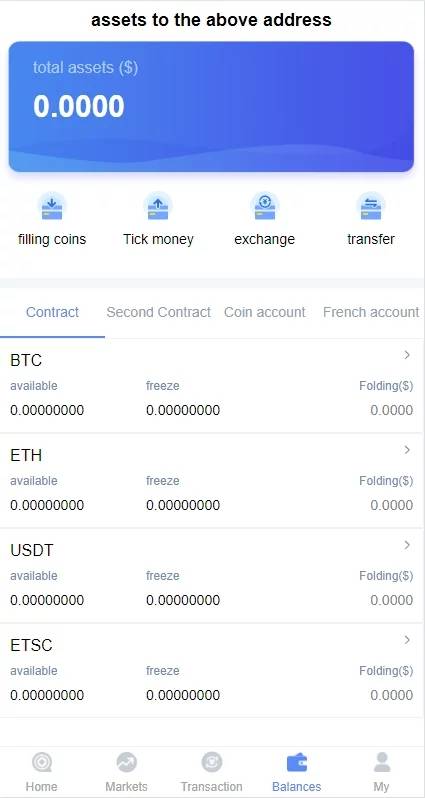 assets to the above address
total assets ($)
0.0000
filling coins Tick money exchange transfer
Contract Second Contract Coin account French account
BTC
available freeze Folding($)
0.00000000 0.00000000 0.0000
ETH
available freeze Folding($)
0.00000000 0.00000000 0.0000
USDT
available freeze Folding($)
0.00000000 0.00000000 0.0000
ETSC
available freeze Folding($)
0.00000000 0.00000000 0.0000
Home Markets Transaction Balances My